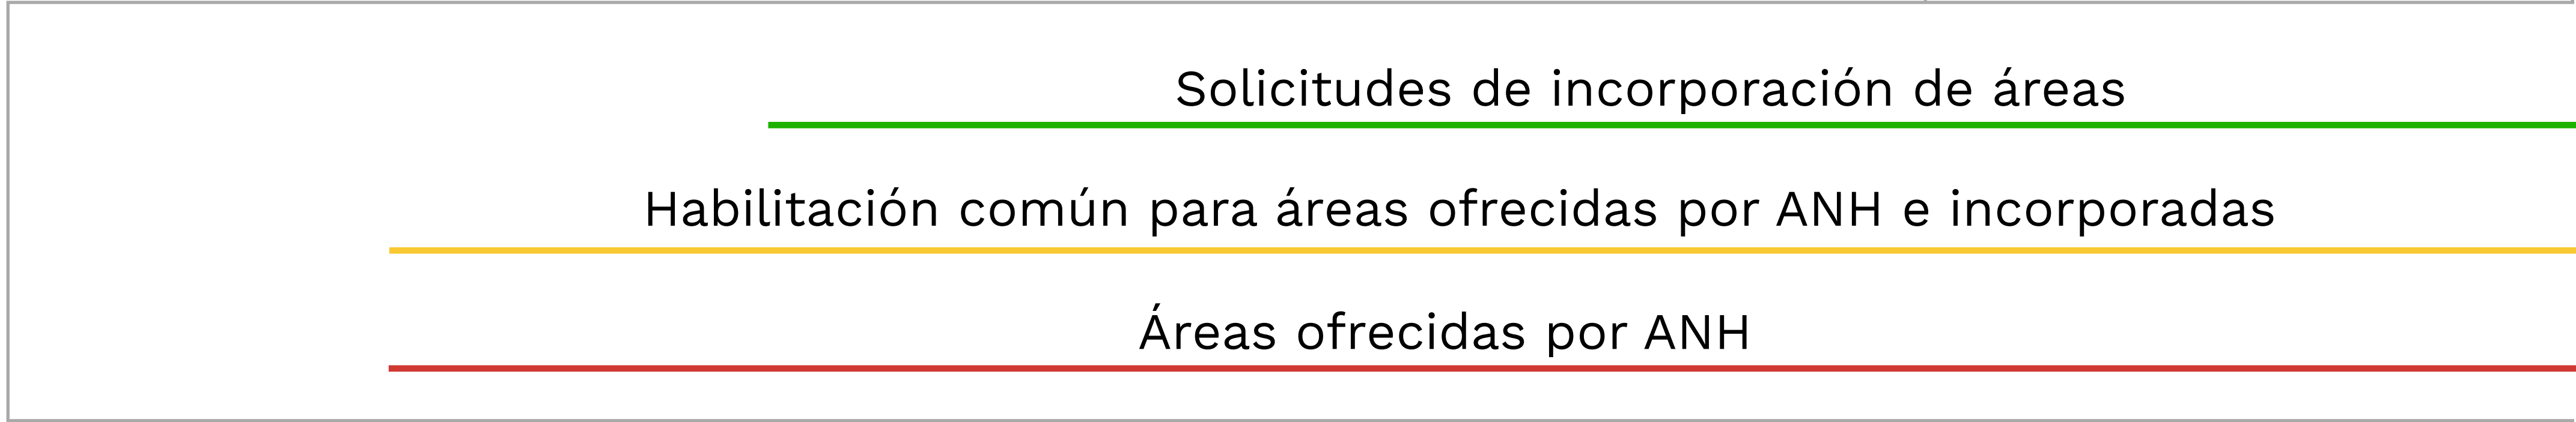 Solicitudes de incorporación de áreas
Habilitación común para áreas ofrecidas por ANH e incorporadas
Áreas ofrecidas por ANH